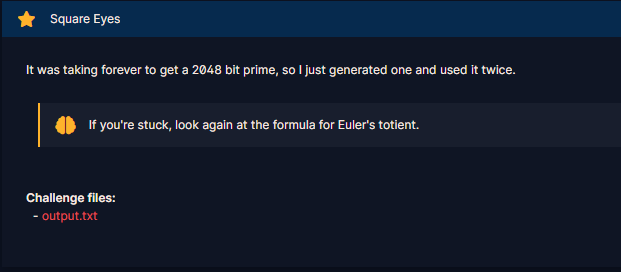 Square Eyes
It was taking forever to get a 2048 bit prime, so I just generated one and used it twice.
If you're stuck, look again at the formula for Euler's totient.
Challenge files:
- output.txt